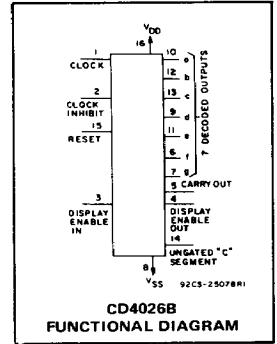 VDD
16
1
CLOCK
10 a
12 b
2
CLOCK
INHIBIT
13 c
9 d
15
RESET
11 e
6 f
7 g
7 DECODED OUTPUTS
5 CARRY OUT
3
DISPLAY
ENABLE
IN
4
DISPLAY
ENABLE
OUT
14
UNGATED "C"
SEGMENT
8
VSS
92CS-25078R1
CD4026B
FUNCTIONAL DIAGRAM